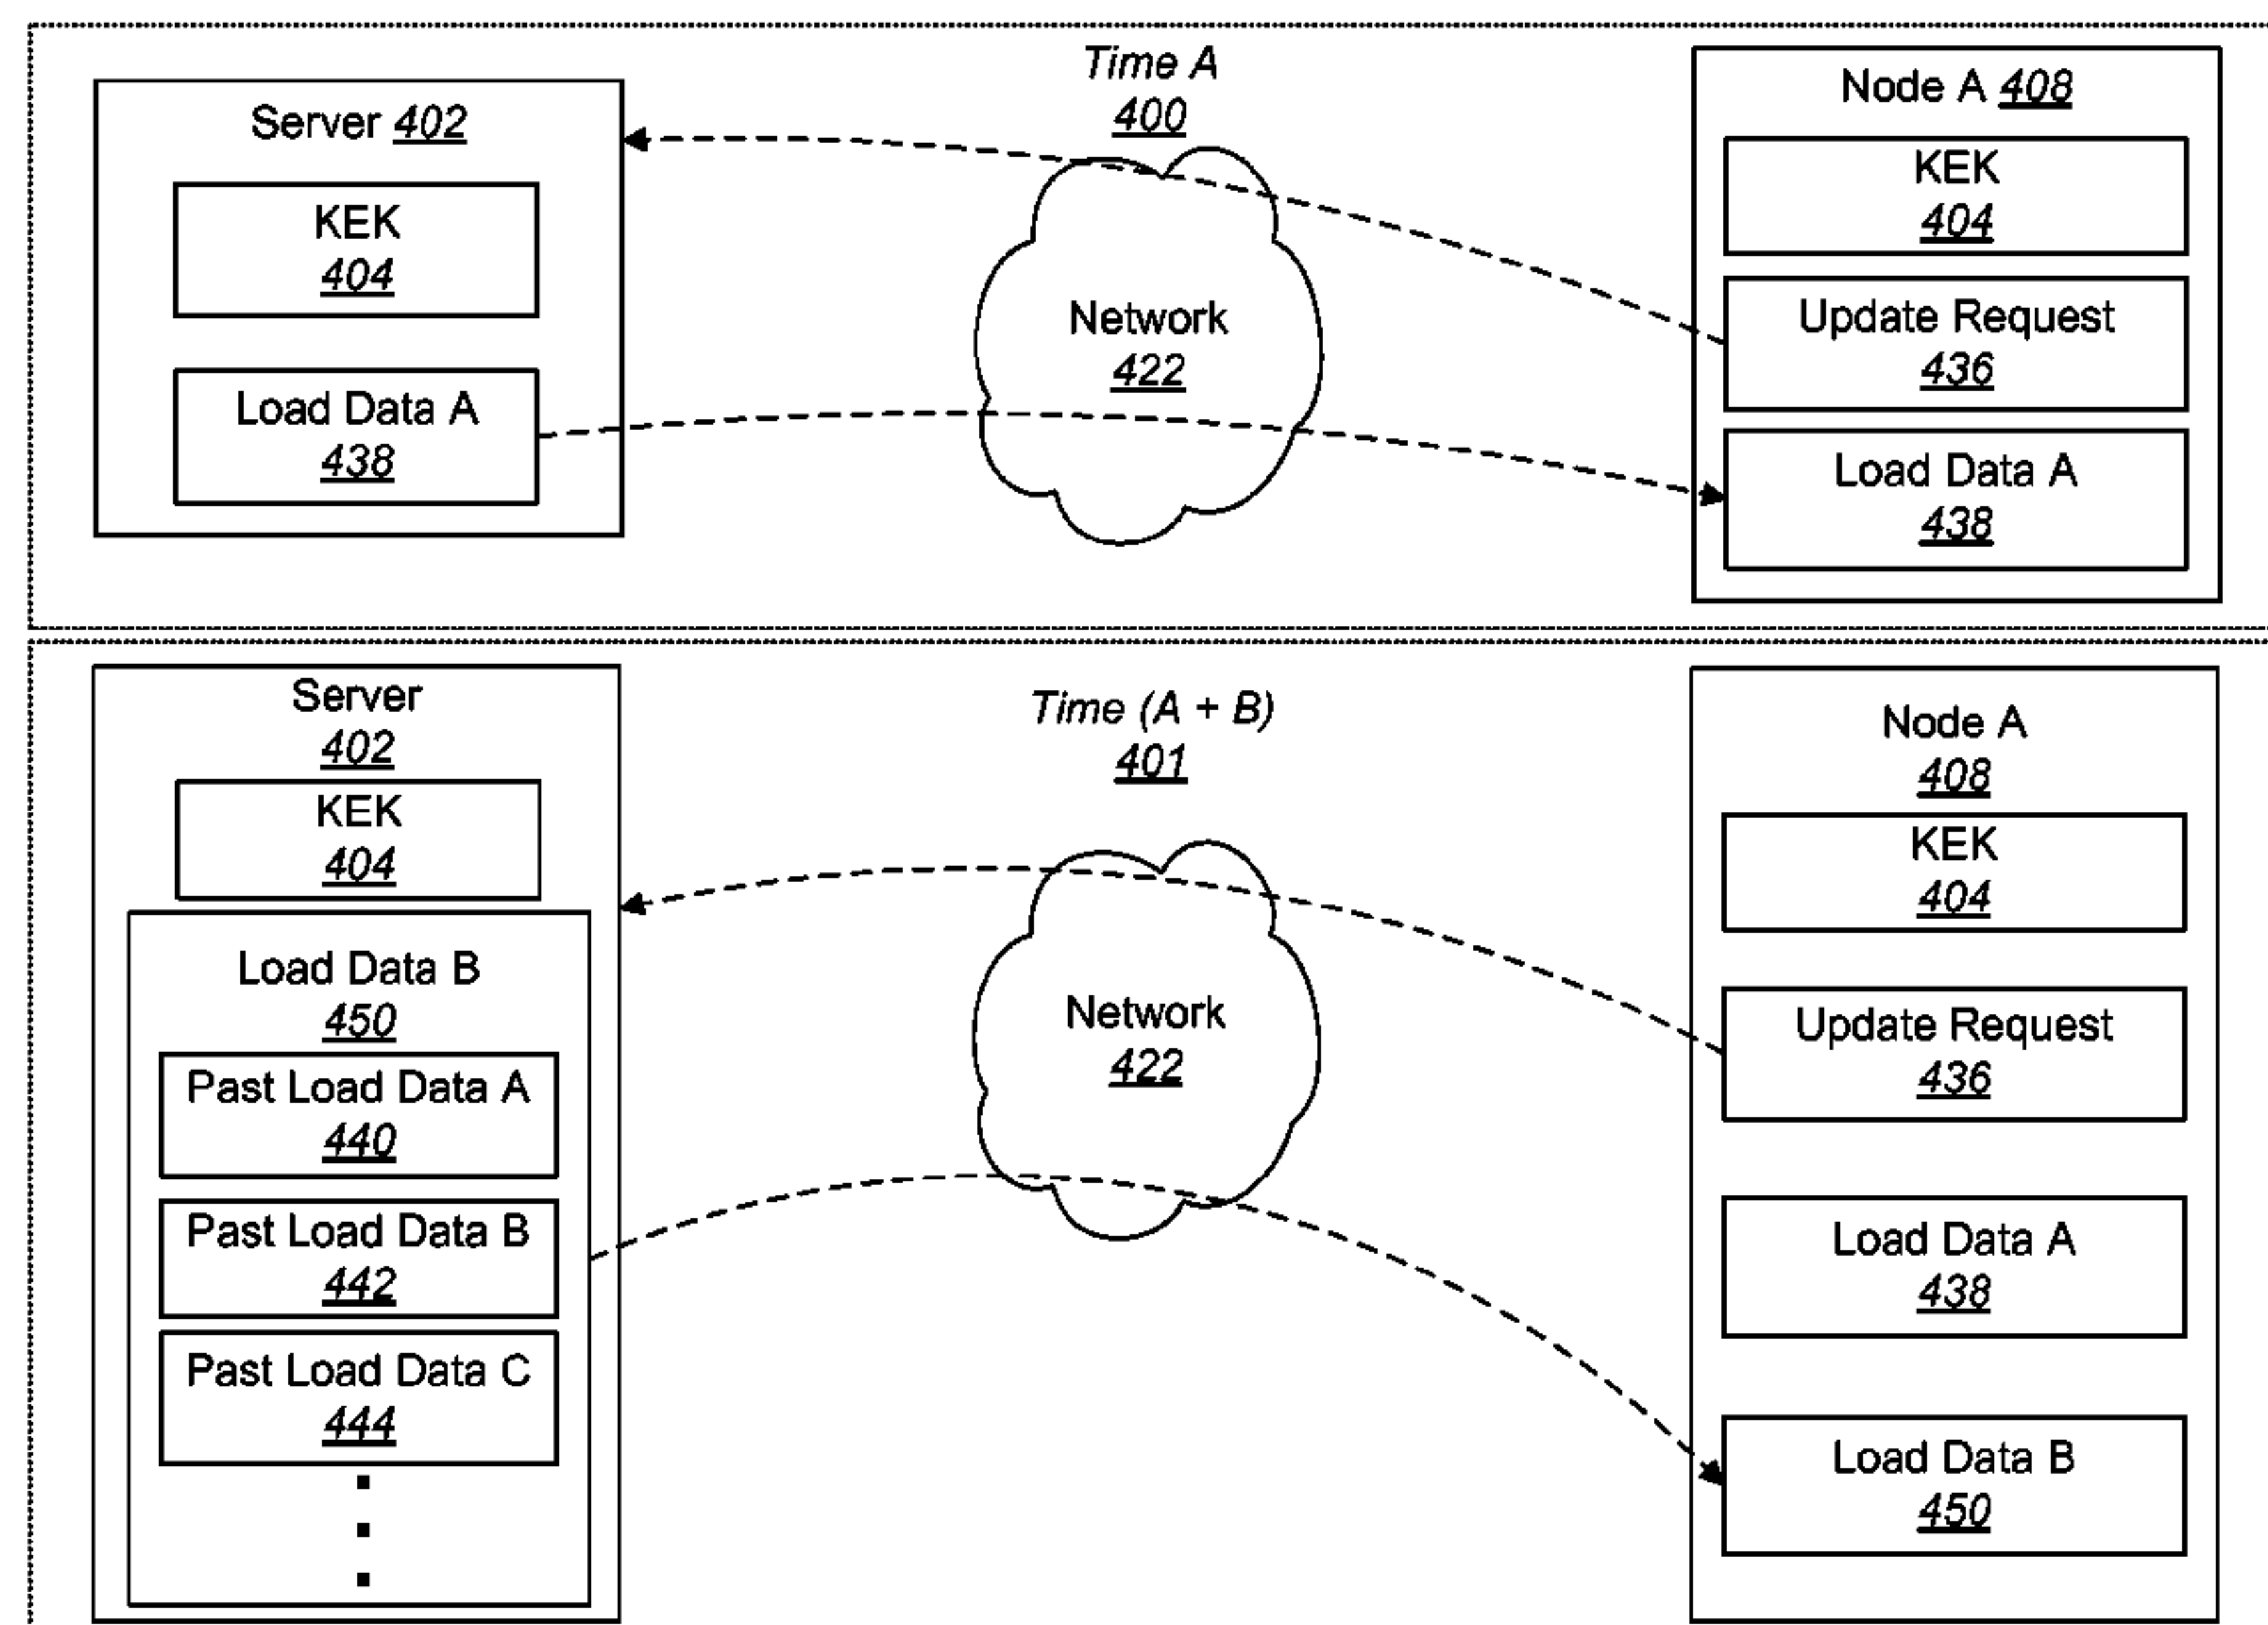 Time A
400
Server 402
KEK
404
Load Data A
438
Network
422
Node A 408
KEK
404
Update Request
436
Load Data A
438
Time (A + B)
401
Server
402
KEK
404
Load Data B
450
Past Load Data A
440
Past Load Data B
442
Past Load Data C
444
Network
422
Node A
408
KEK
404
Update Request
436
Load Data A
438
Load Data B
450